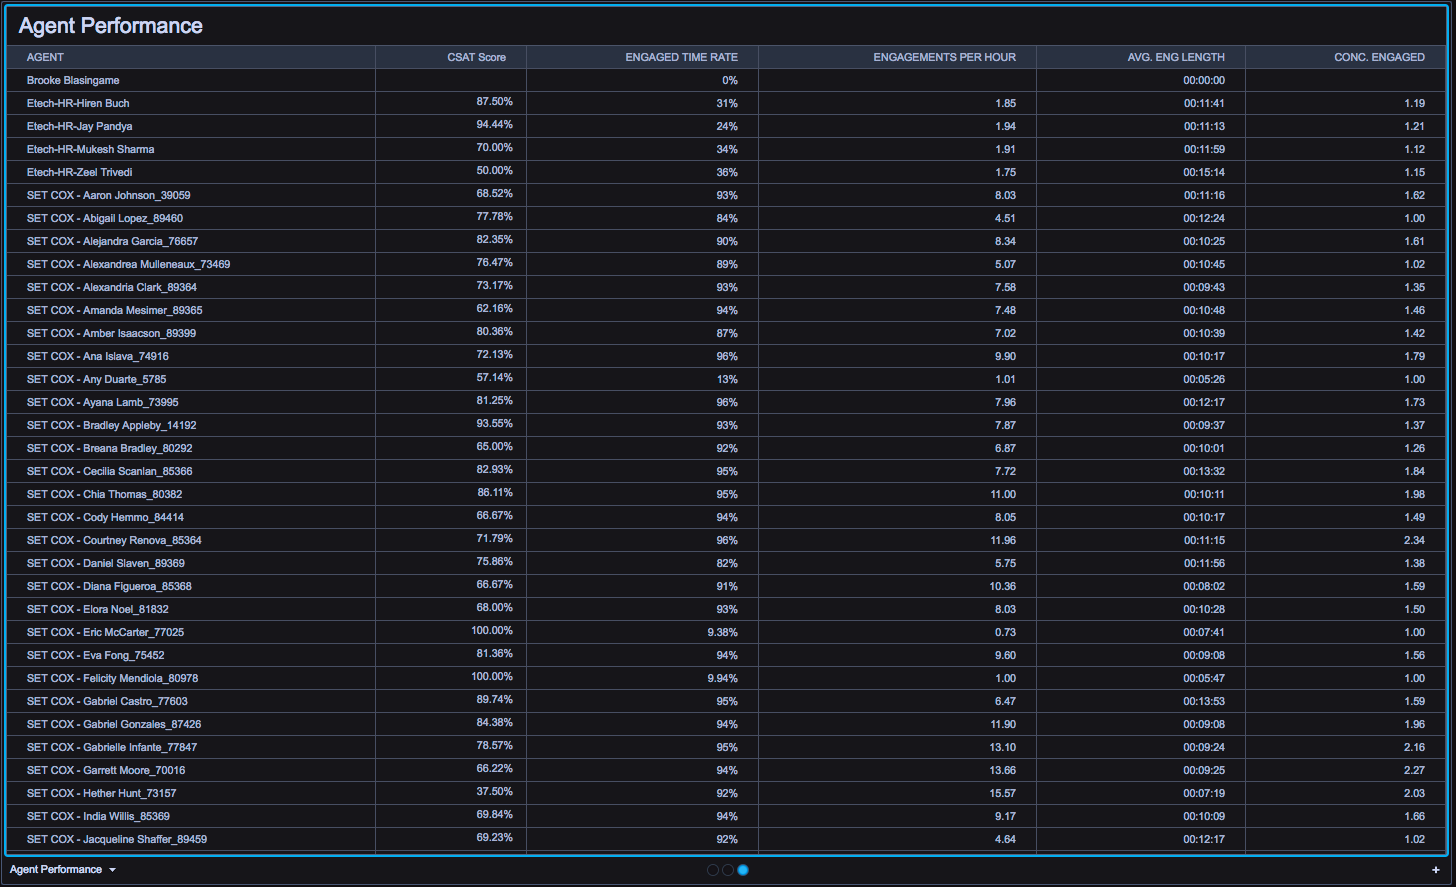 Agent Performance
AGENT CSAT Score ENGAGED TIME RATE ENGAGEMENTS PER HOUR AVG. ENG LENGTH CONC. ENGAGED
Brooke Blasingame 0% 00:00:00
Etech-HR-Hiren Buch 87.50% 31% 1.85 00:11:41 1.19
Etech-HR-Jay Pandya 94.44% 24% 1.94 00:11:13 1.21
Etech-HR-Mukesh Sharma 70.00% 34% 1.91 00:11:59 1.12
Etech-HR-Zeel Trivedi 50.00% 36% 1.75 00:15:14 1.15
SET COX - Aaron Johnson_39059 68.52% 93% 8.03 00:11:16 1.62
SET COX - Abigail Lopez_89460 77.78% 84% 4.51 00:12:24 1.00
SET COX - Alejandra Garcia_76657 82.35% 90% 8.34 00:10:25 1.61
SET COX - Alexandrea Mulleneaux_73469 76.47% 89% 5.07 00:10:45 1.02
SET COX - Alexandria Clark_89364 73.17% 93% 7.58 00:09:43 1.35
SET COX - Amanda Mesimer_89365 62.16% 94% 7.48 00:10:48 1.46
SET COX - Amber Isaacson_89399 80.36% 87% 7.02 00:10:39 1.42
SET COX - Ana Islava_74916 72.13% 96% 9.90 00:10:17 1.79
SET COX - Any Duarte_5785 57.14% 13% 1.01 00:05:26 1.00
SET COX - Ayana Lamb_73995 81.25% 96% 7.96 00:12:17 1.73
SET COX - Bradley Appleby_14192 93.55% 93% 7.87 00:09:37 1.37
SET COX - Breana Bradley_80292 65.00% 92% 6.87 00:10:01 1.26
SET COX - Cecilia Scanlan_85366 82.93% 95% 7.72 00:13:32 1.84
SET COX - Chia Thomas_80382 86.11% 95% 11.00 00:10:11 1.98
SET COX - Cody Hemmo_84414 66.67% 94% 8.05 00:10:17 1.49
SET COX - Courtney Renova_85364 71.79% 96% 11.96 00:11:15 2.34
SET COX - Daniel Slaven_89369 75.86% 82% 5.75 00:11:56 1.38
SET COX - Diana Figueroa_85368 66.67% 91% 10.36 00:08:02 1.59
SET COX - Elora Noel_81832 68.00% 93% 8.03 00:10:28 1.50
SET COX - Eric McCarter_77025 100.00% 9.38% 0.73 00:07:41 1.00
SET COX - Eva Fong_75452 81.36% 94% 9.60 00:09:08 1.56
SET COX - Felicity Mendiola_80978 100.00% 9.94% 1.00 00:05:47 1.00
SET COX - Gabriel Castro_77603 89.74% 95% 6.47 00:13:53 1.59
SET COX - Gabriel Gonzales_87426 84.38% 94% 11.90 00:09:08 1.96
SET COX - Gabrielle Infante_77847 78.57% 95% 13.10 00:09:24 2.16
SET COX - Garrett Moore_70016 66.22% 94% 13.66 00:09:25 2.27
SET COX - Hether Hunt_73157 37.50% 92% 15.57 00:07:19 2.03
SET COX - India Willis_85369 69.84% 94% 9.17 00:10:09 1.66
SET COX - Jacqueline Shaffer_89459 69.23% 92% 4.64 00:12:17 1.02
Agent Performance +